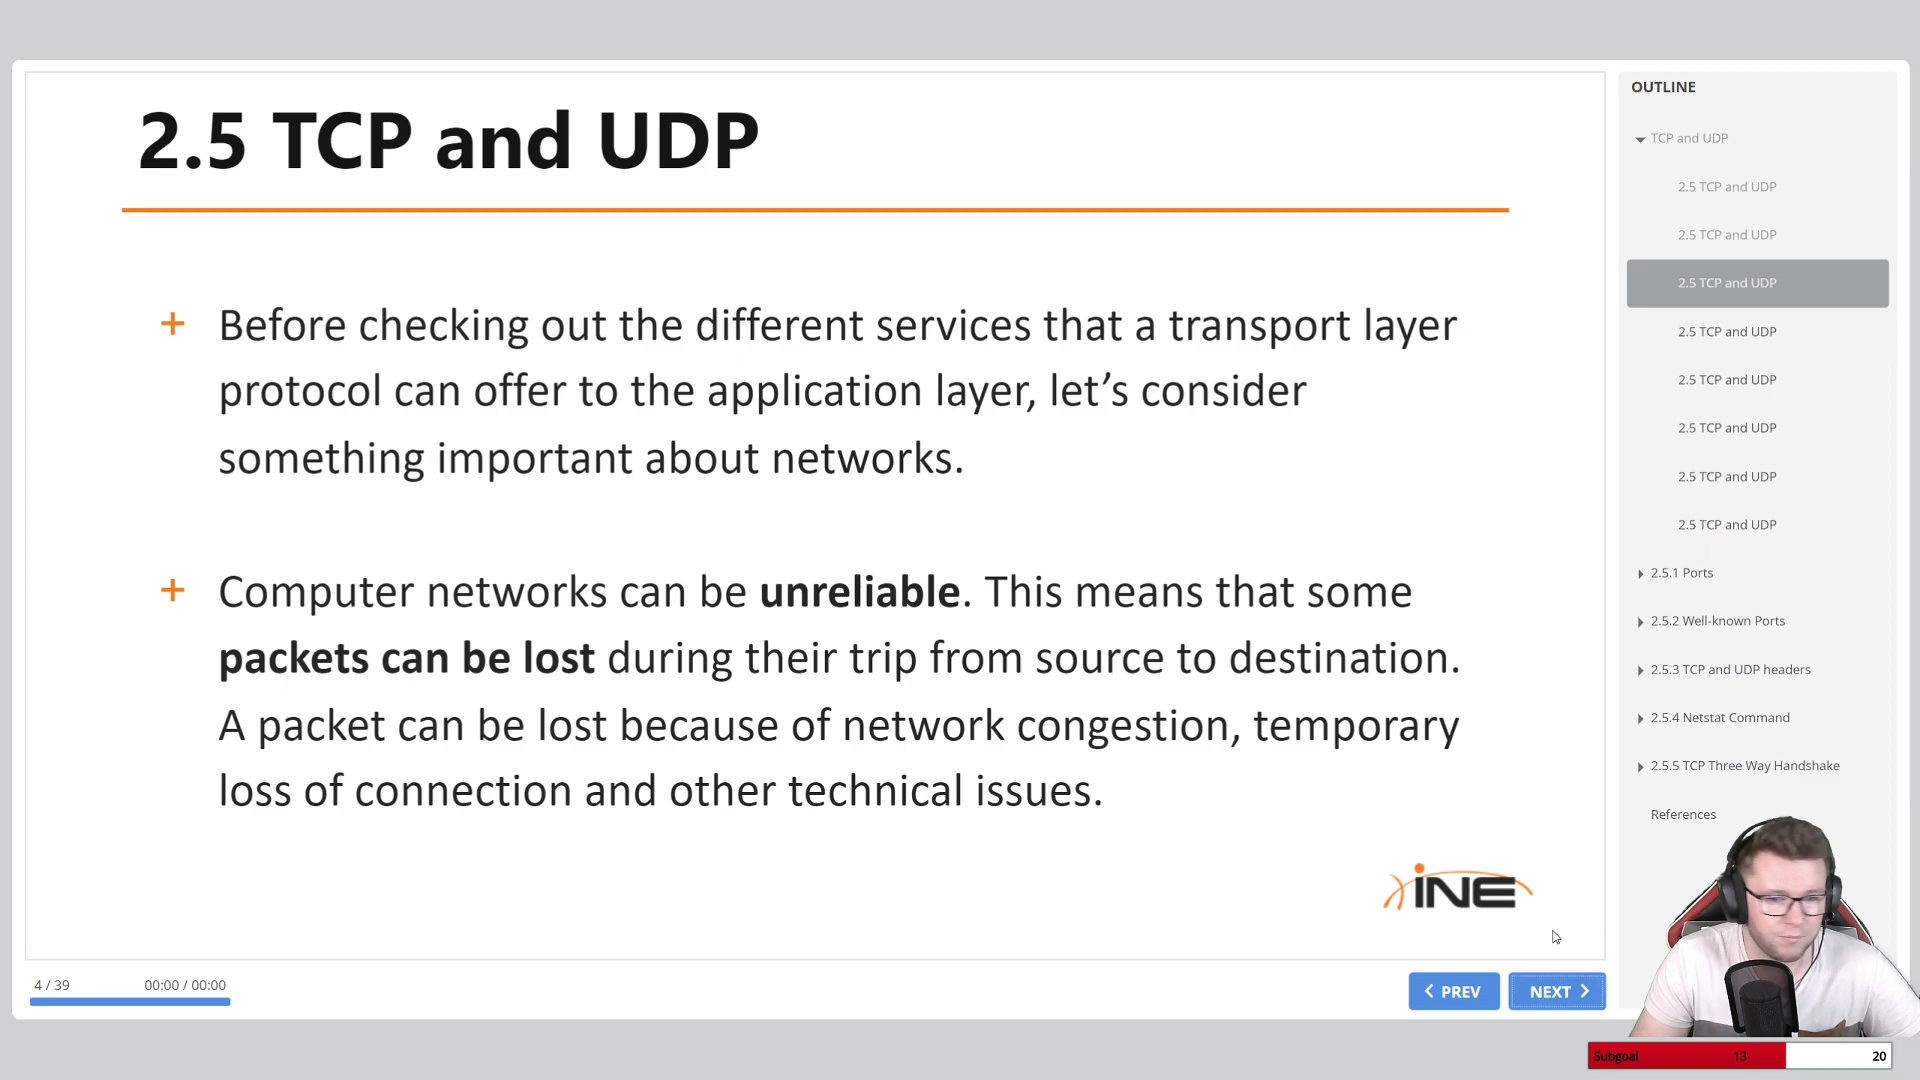 2.5 TCP and UDP
+ Before checking out the different services that a transport layer
protocol can offer to the application layer, let’s consider
something important about networks.
+ Computer networks can be unreliable. This means that some
packets can be lost during their trip from source to destination.
A packet can be lost because of network congestion, temporary
loss of connection and other technical issues.
INE
4 / 39
00:00 / 00:00
PREV
NEXT
OUTLINE
TCP and UDP
2.5 TCP and UDP
2.5 TCP and UDP
2.5 TCP and UDP
2.5 TCP and UDP
2.5 TCP and UDP
2.5 TCP and UDP
2.5 TCP and UDP
2.5 TCP and UDP
2.5.1 Ports
2.5.2 Well-known Ports
2.5.3 TCP and UDP headers
2.5.4 Netstat Command
2.5.5 TCP Three Way Handshake
References
Subgoal 13 20